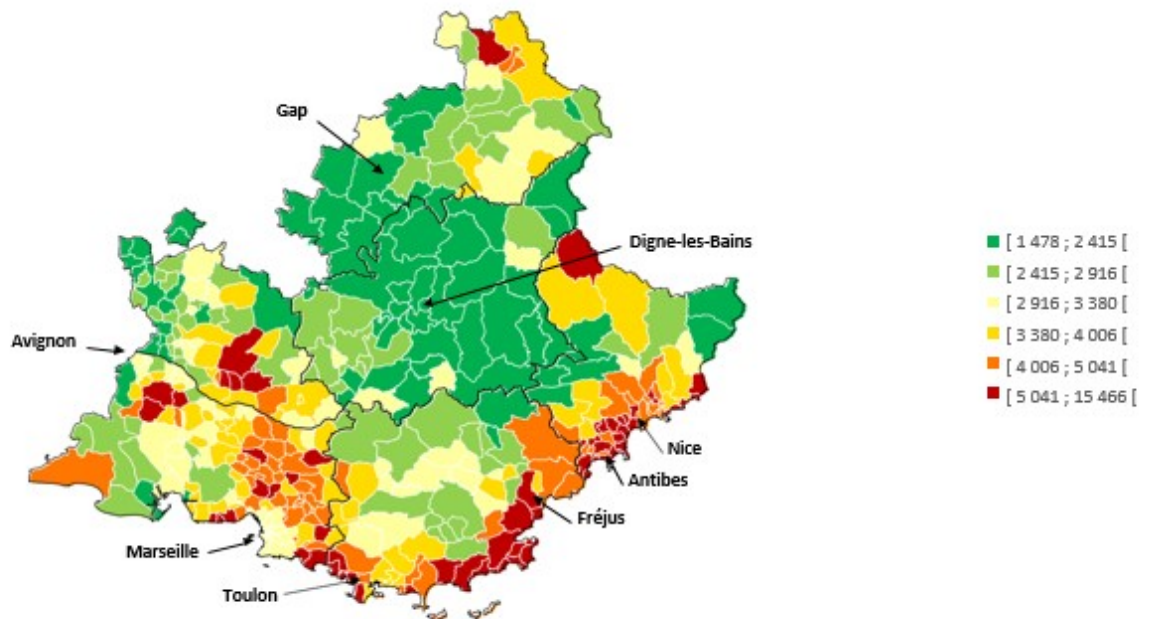 Gap
Digne-les-Bains
[ 1 478 ; 2 415 [
[ 2 415 ; 2 916 [
[ 2 916 ; 3 380 [
[ 3 380 ; 4 006 [
[ 4 006 ; 5 041 [
[ 5 041 ; 15 466 [
Avignon
Nice
Antibes
Fréjus
Marseille
Toulon